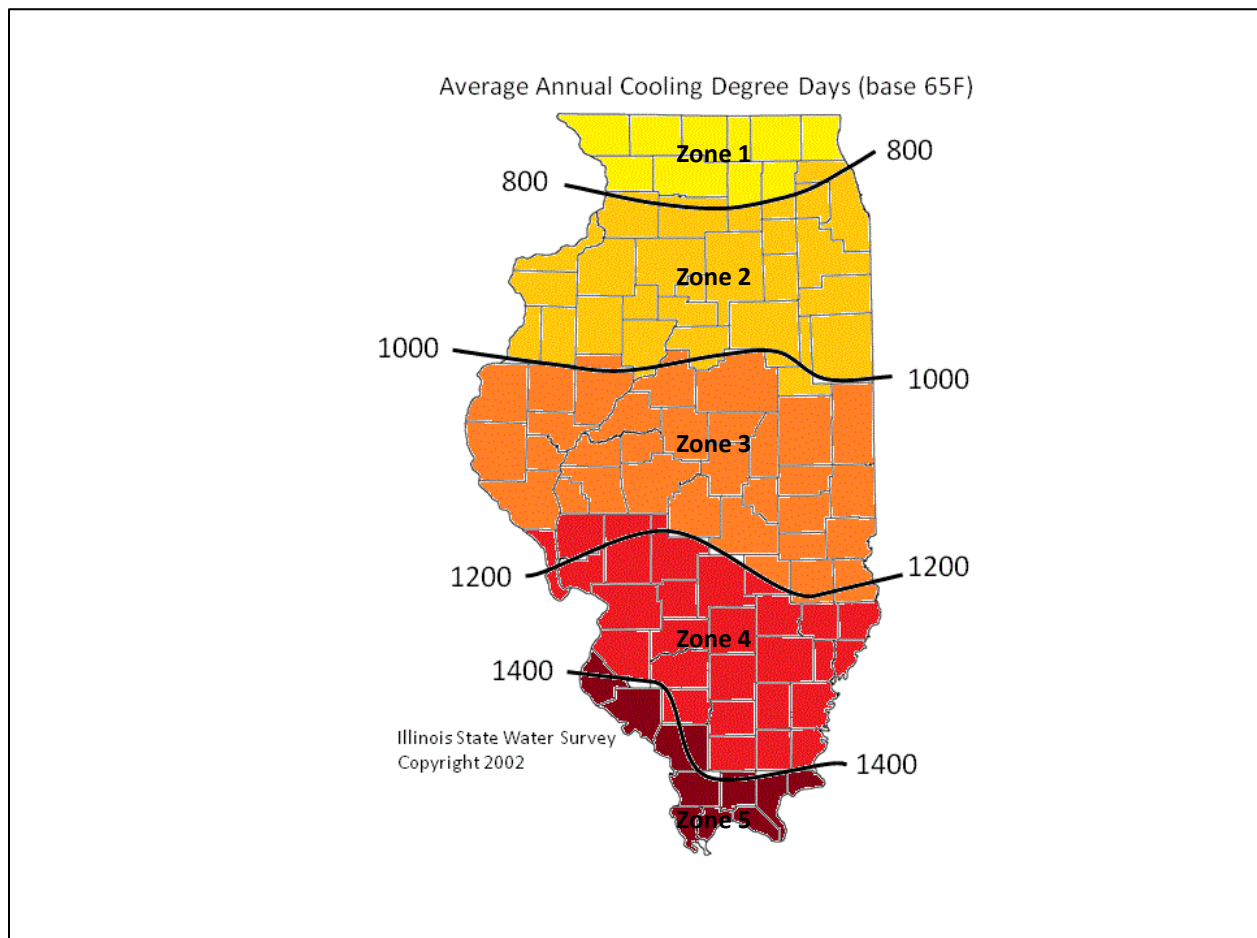 Average Annual Cooling Degree Days (base 65F)
Zone 1
800
800
Zone 2
1000
1000
Zone 3
1200
1200
Zone 4
1400
Illinois State Water Survey
Copyright 2002
1400
Zone 5